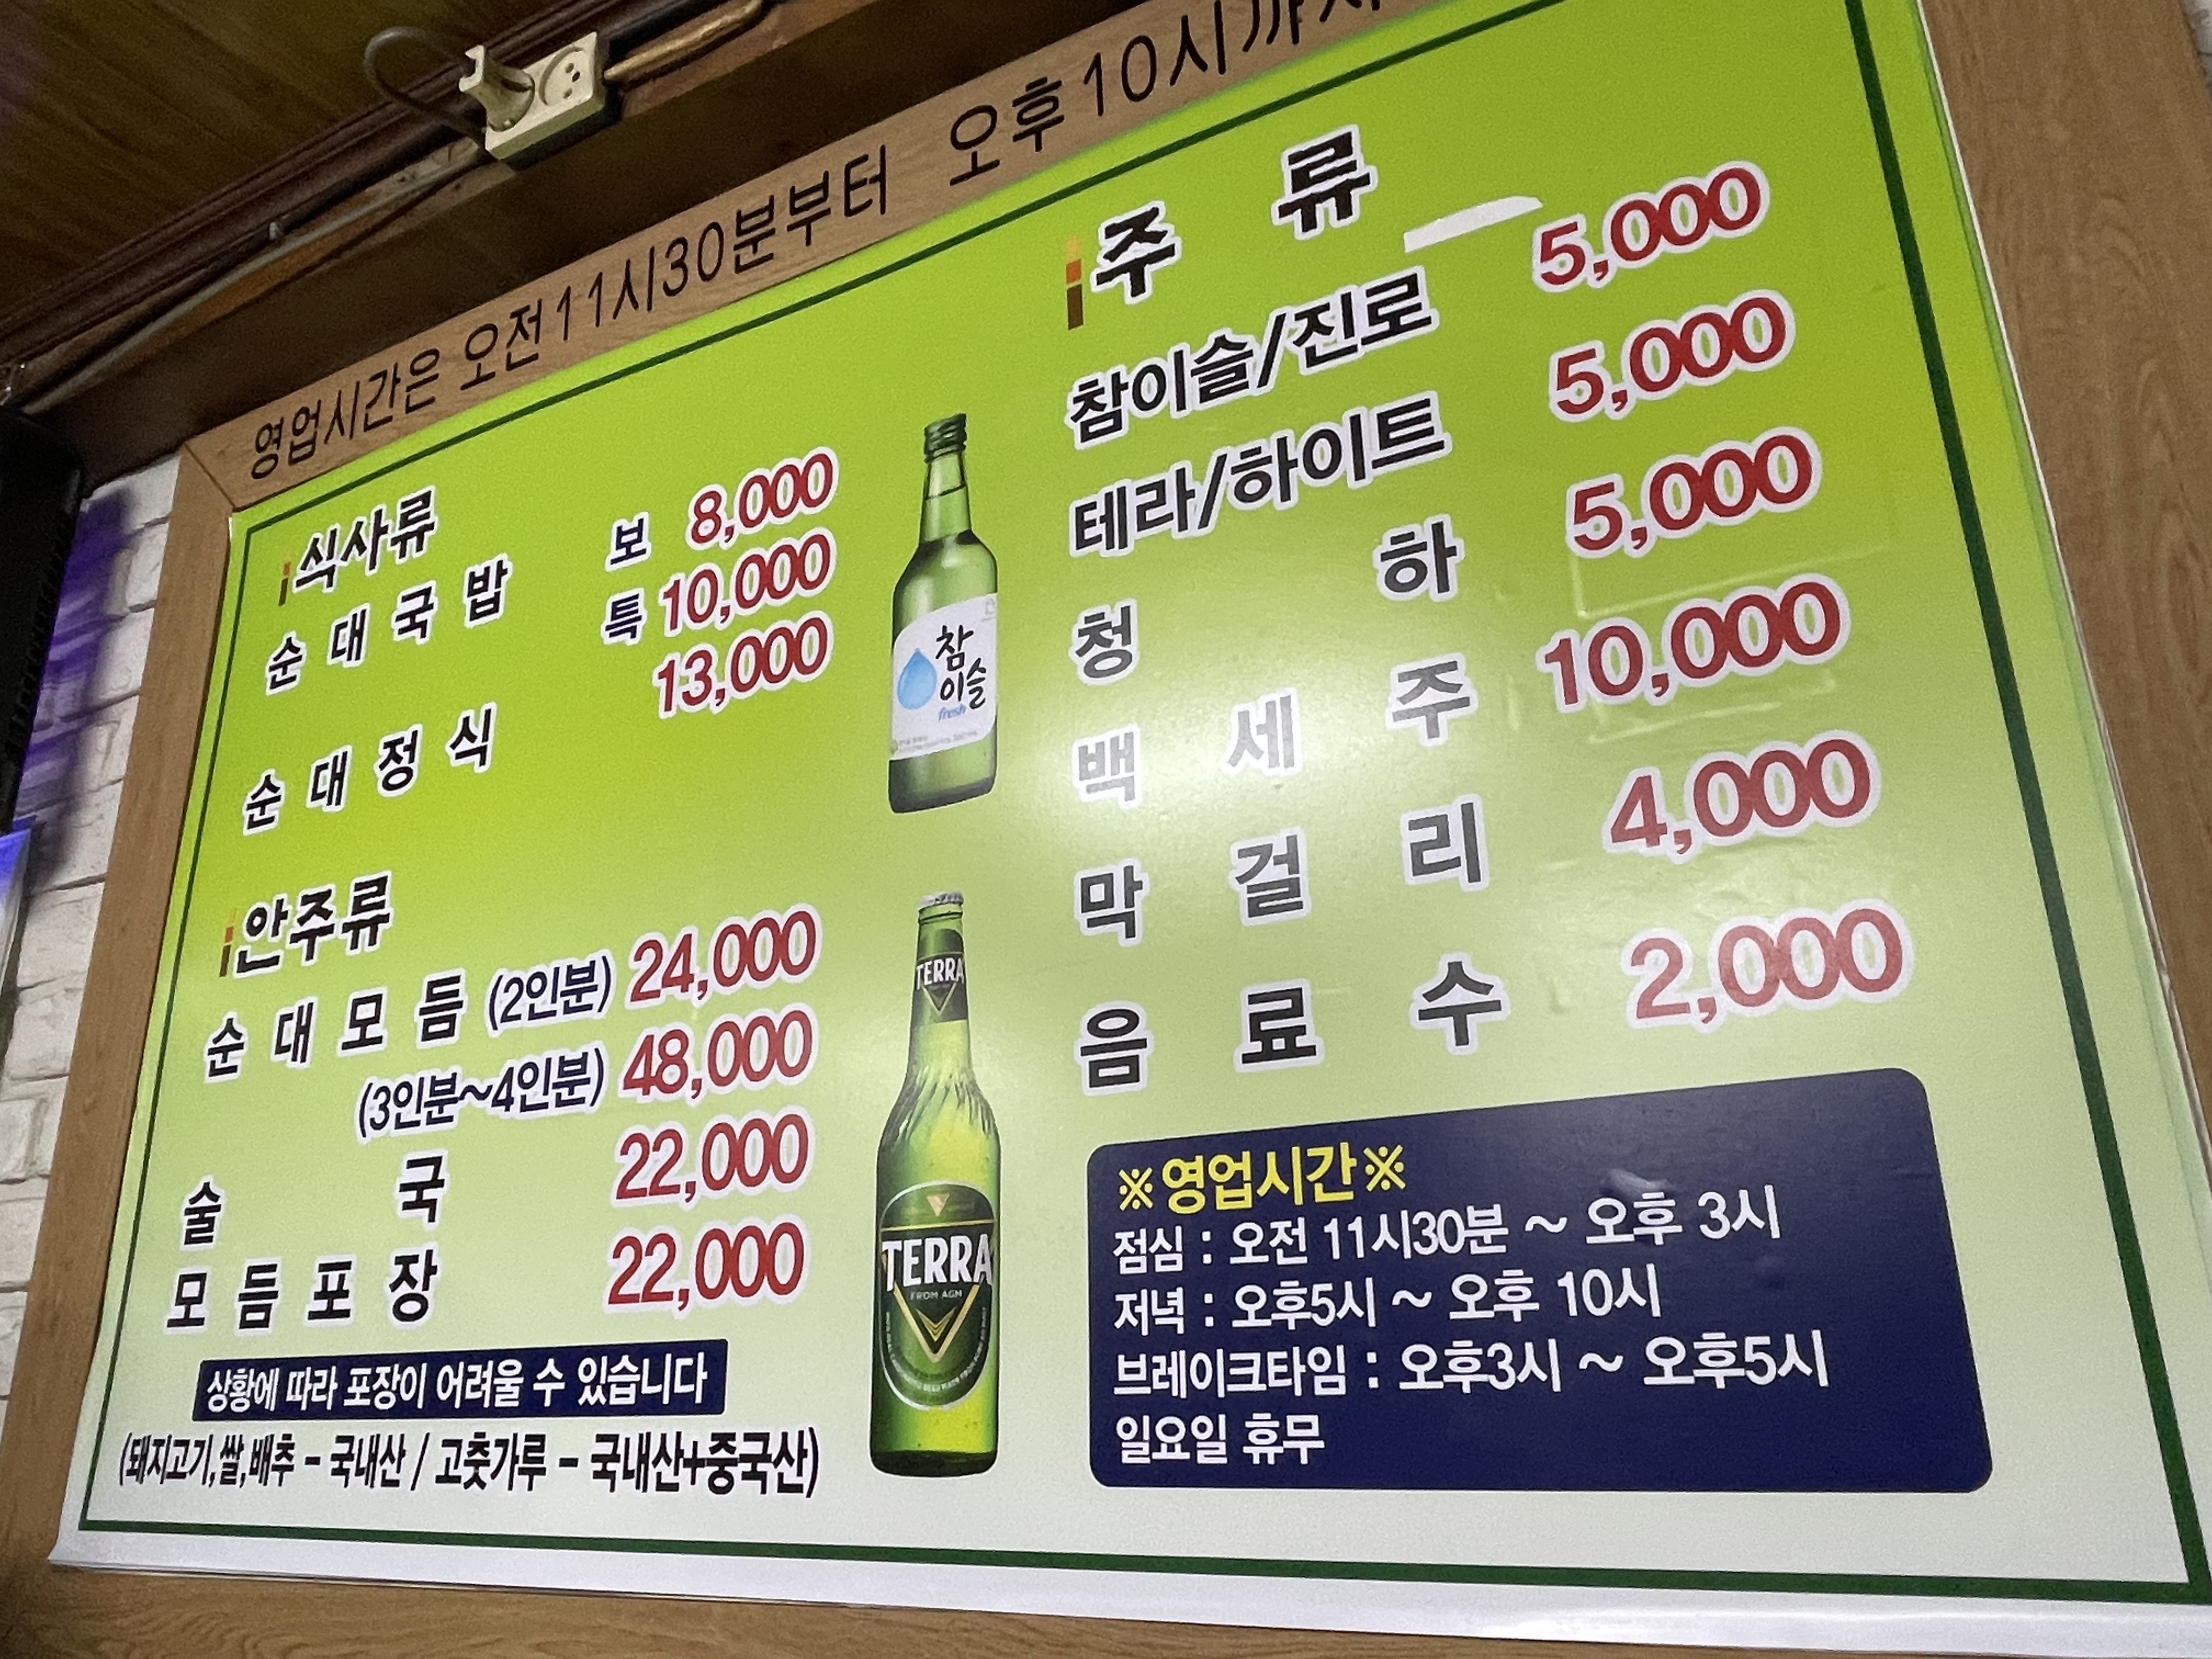 영업시간은 오전11시30분부터 오후10시까지
식사류
순대국밥 보 8,000
특 10,000
순대정식 13,000
안주류
순대모듬 (2인분) 24,000
(3인분~4인분) 48,000
술국 22,000
모듬포장 22,000
상황에 따라 포장이 어려울 수 있습니다
(돼지고기,쌀,배추 - 국내산 / 고춧가루 - 국내산+중국산)
참
이슬
fresh
TERRA
TERRA
FROM AGM
주류
참이슬/진로 5,000
테라/하이트 5,000
청하 5,000
백세주 10,000
막걸리 4,000
음료수 2,000
※영업시간※
점심 : 오전 11시30분 ~ 오후 3시
저녁 : 오후5시 ~ 오후 10시
브레이크타임 : 오후3시 ~ 오후5시
일요일 휴무